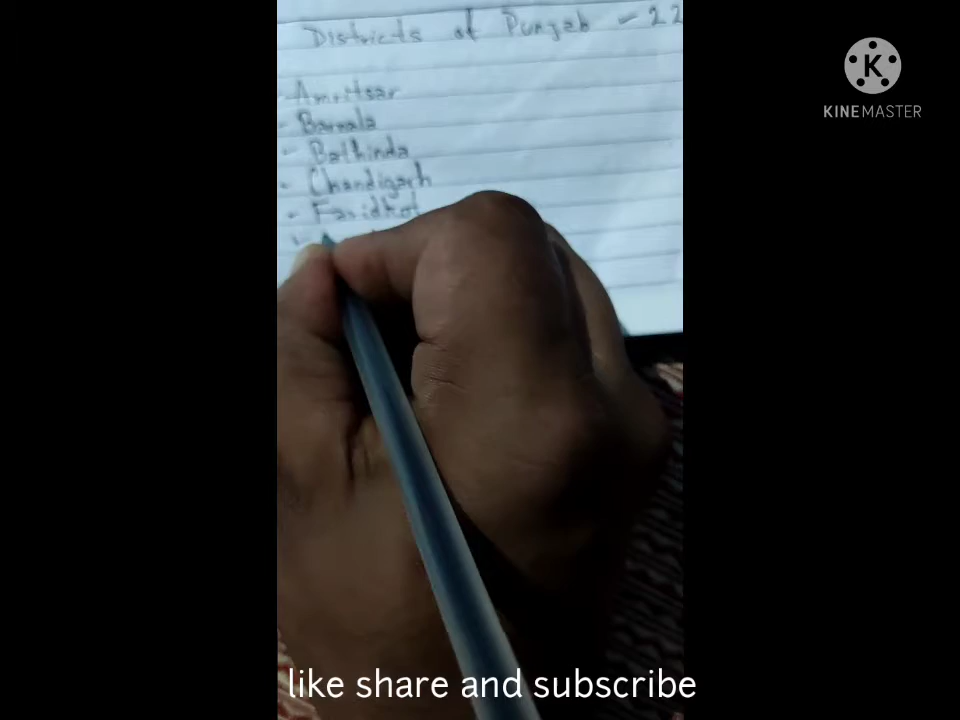 Districts of Punjab - 22
- Amritsar
- Barnala
- Bathinda
- Chandigarh
- Faridkot
K
KINEMASTER
like share and subscribe